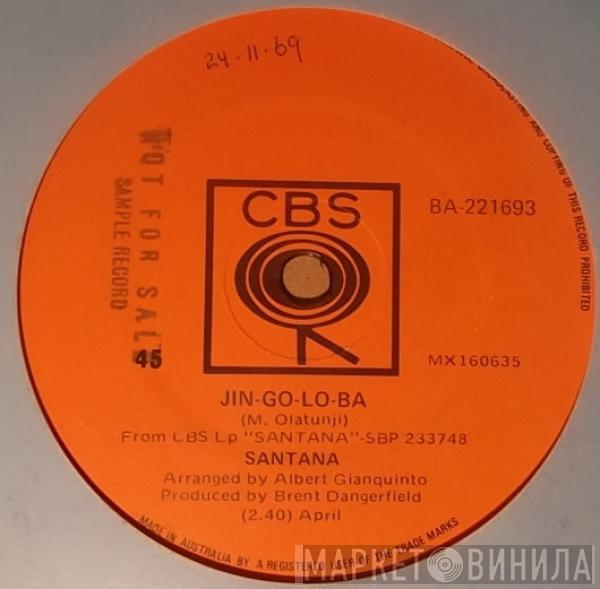 24.11.69
NOT FOR SALE
SAMPLE RECORD
CBS
BA-221693
45
MX160635
JIN-GO-LO-BA
(M. Olatunji)
From CBS Lp "SANTANA"-SBP 233748
SANTANA
Arranged by Albert Gianquinto
Produced by Brent Dangerfield
(2.40) April
BROADCASTING AND COPYING OF THIS RECORD PROHIBITED
MADE IN AUSTRALIA BY A REGISTERED USER OF THE TRADE MARKS
МАРКЕТ ВИНИЛА